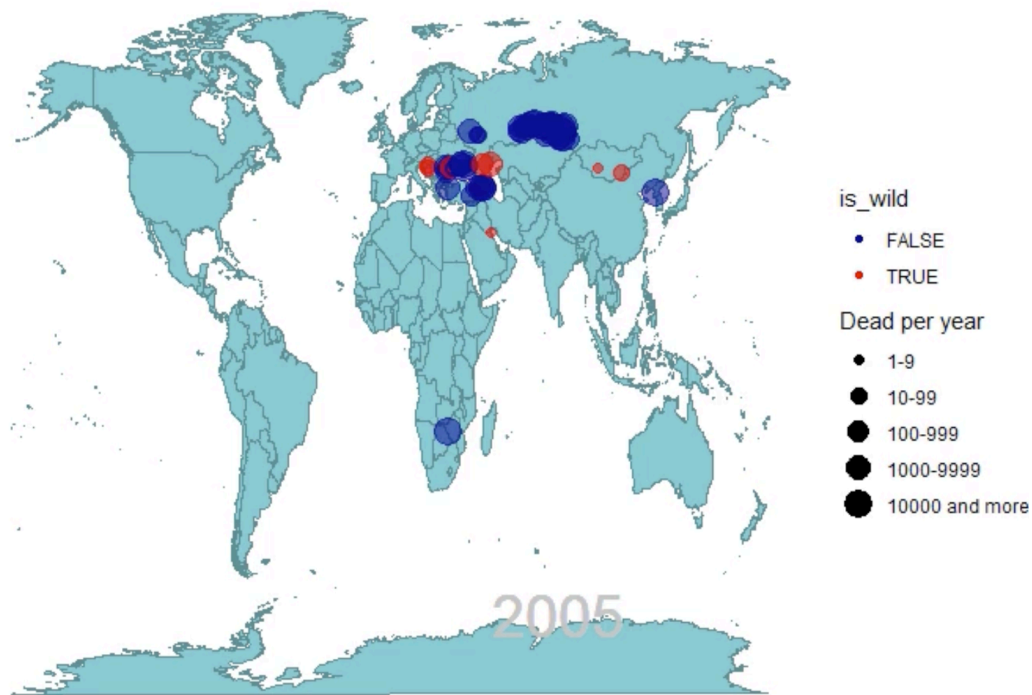 is_wild
FALSE
TRUE
Dead per year
1-9
10-99
100-999
1000-9999
10000 and more
2005